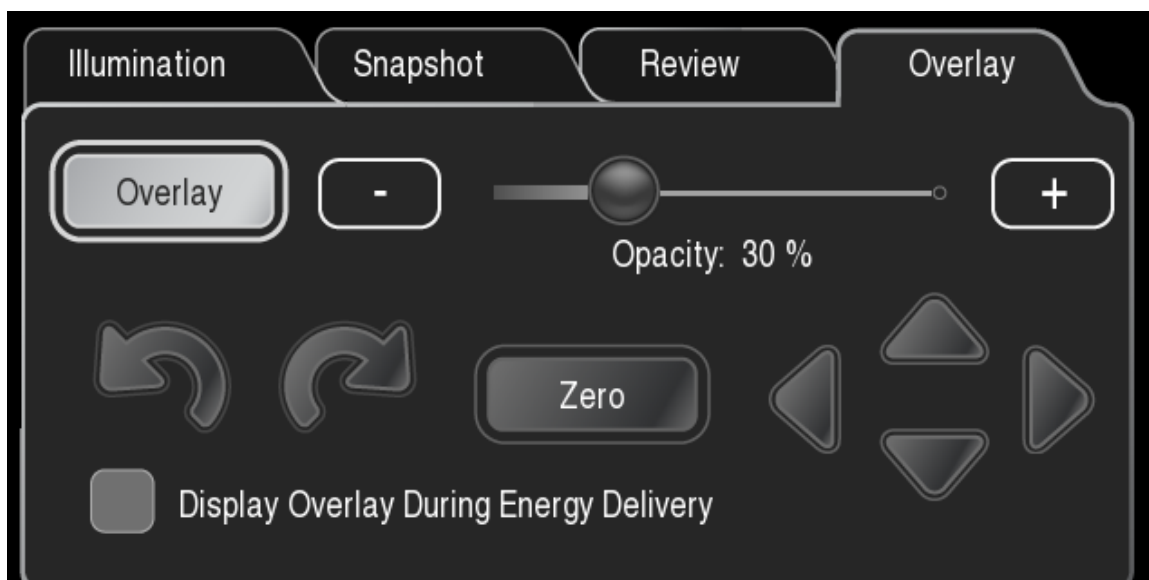 Illumination Snapshot Review Overlay
Overlay - +
Opacity: 30 %
Zero
Display Overlay During Energy Delivery